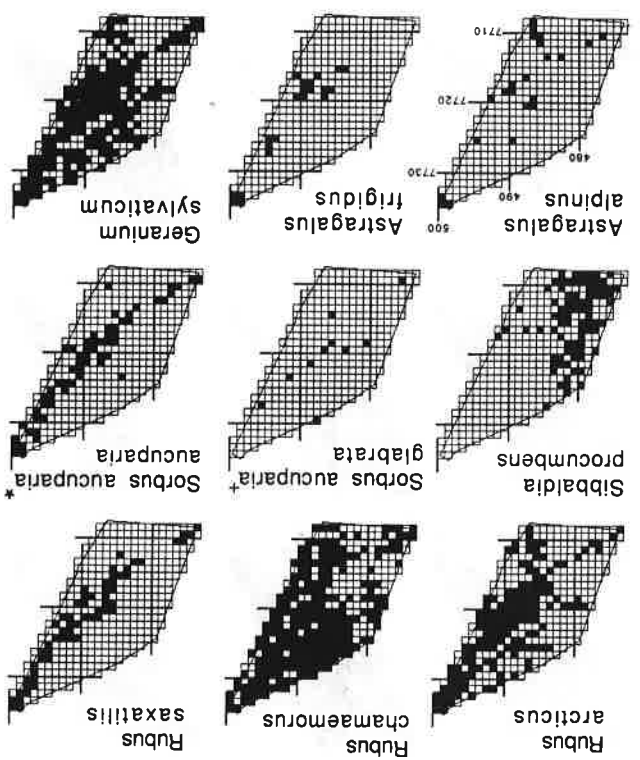 Rubus
arcticus
Rubus
chamaemorus
Rubus
saxatilis
Sibbaldia
procumbens
Sorbus aucuparia+
glabrata
Sorbus aucuparia*
aucuparia
Astragalus
alpinus
500
490
480
7730
7720
7710
Astragalus
frigidus
Geranium
sylvaticum